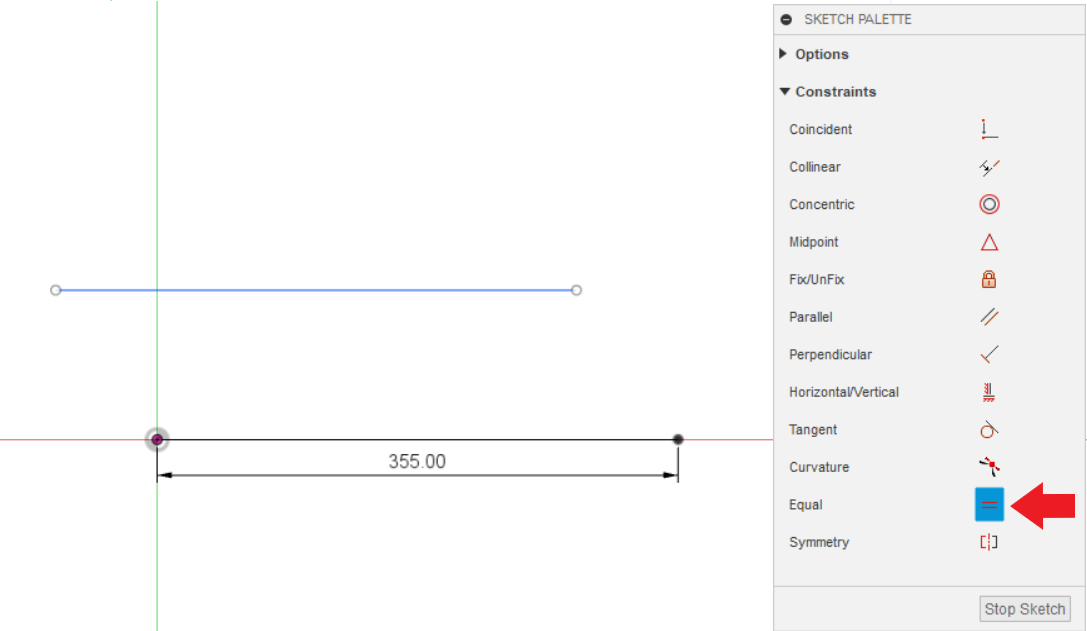 SKETCH PALETTE
Options
Constraints
Coincident
Collinear
Concentric
Midpoint
Fix/UnFix
Parallel
Perpendicular
Horizontal/Vertical
Tangent
355.00
Curvature
Equal
Symmetry
Stop Sketch